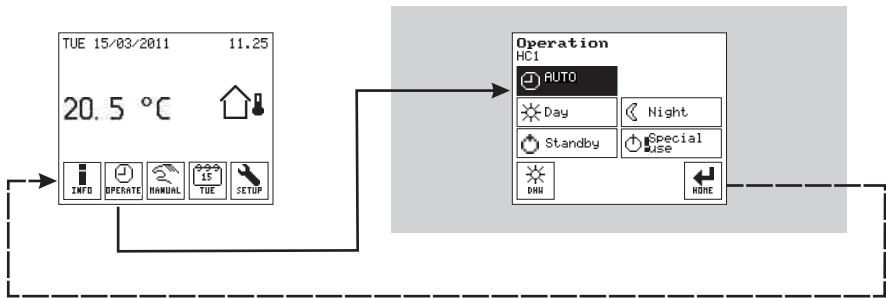 TUE 15/03/2011 11.25
20.5 °C
INFO OPERATE MANUAL 15 TUE SETUP
Operation
HC1
AUTO
Day Night
Standby Special use
DHW HOME